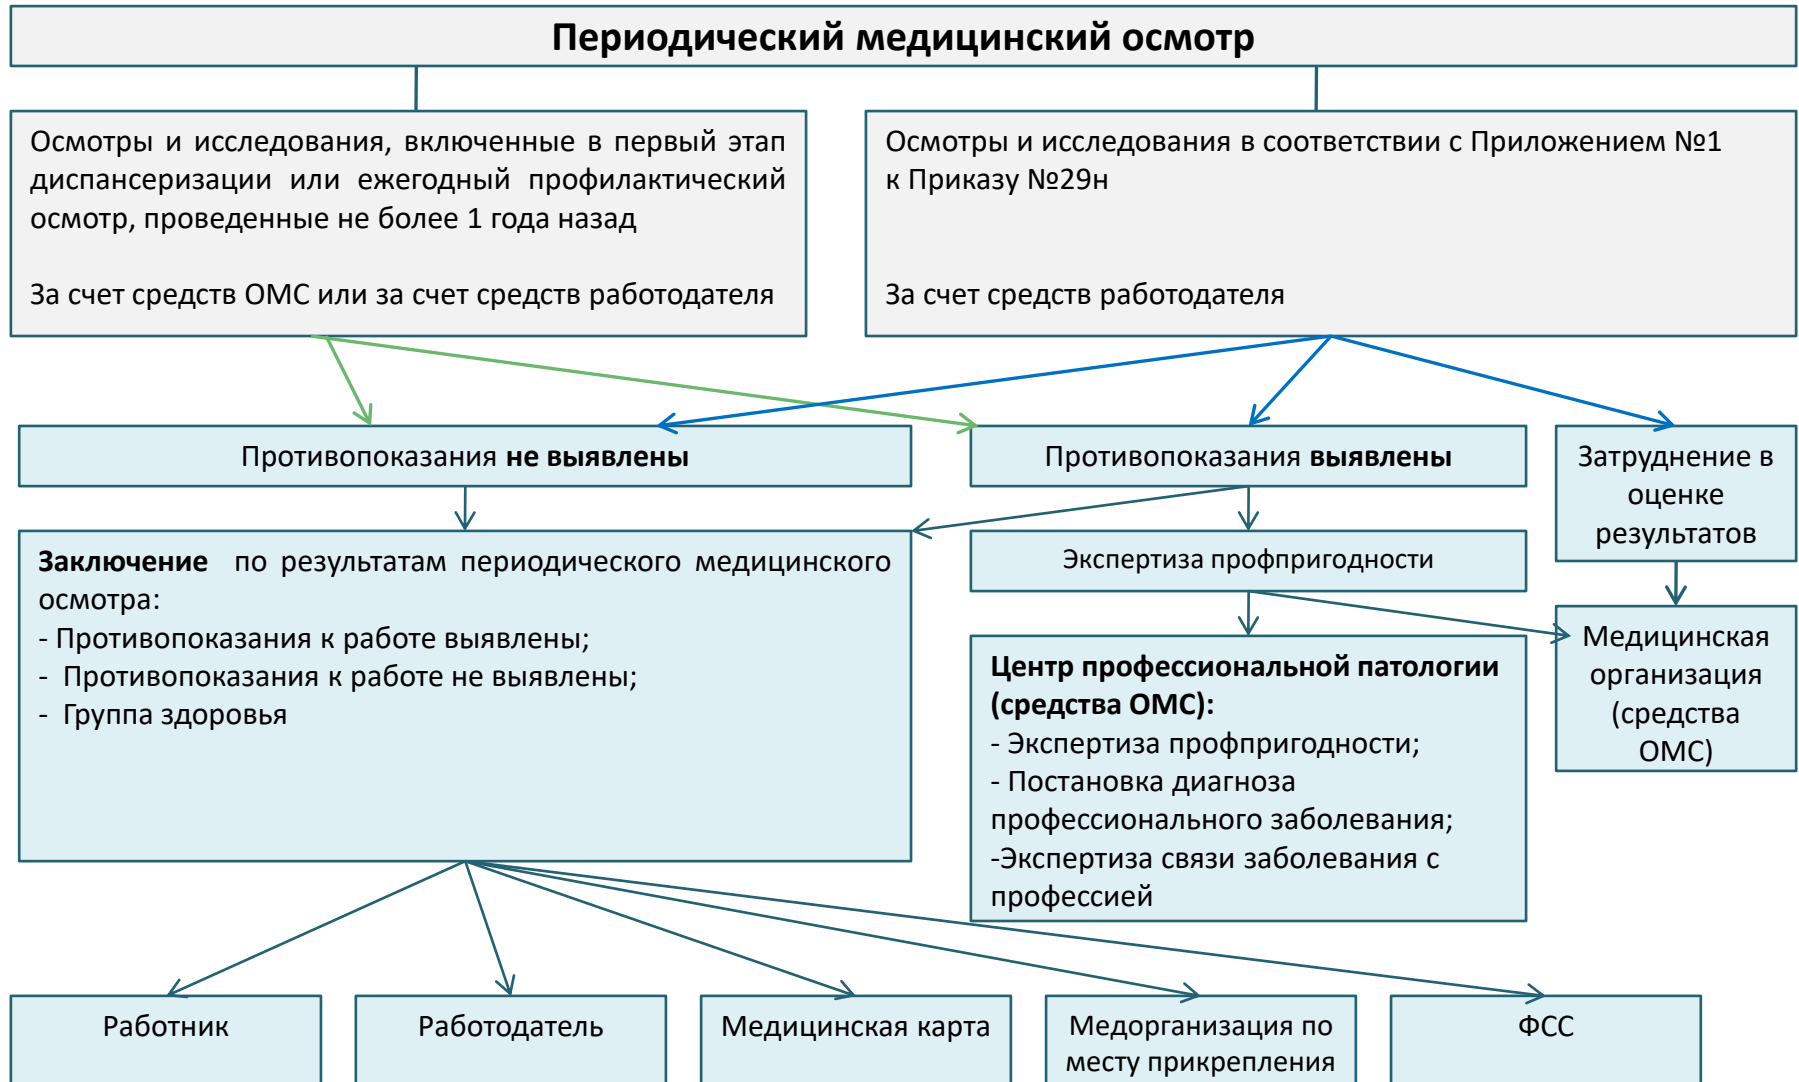 Периодический медицинский осмотр
Осмотры и исследования, включенные в первый этап
диспансеризации или ежегодный профилактический
осмотр, проведенные не более 1 года назад
За счет средств ОМС или за счет средств работодателя
Осмотры и исследования в соответствии с Приложением №1
к Приказу №29н
За счет средств работодателя
Противопоказания не выявлены
Противопоказания выявлены
Затруднение в
оценке
результатов
Заключение по результатам периодического медицинского
осмотра:
- Противопоказания к работе выявлены;
- Противопоказания к работе не выявлены;
- Группа здоровья
Экспертиза профпригодности
Центр профессиональной патологии
(средства ОМС):
- Экспертиза профпригодности;
- Постановка диагноза
профессионального заболевания;
-Экспертиза связи заболевания с
профессией
Медицинская
организация
(средства
ОМС)
Работник
Работодатель
Медицинская карта
Медорганизация по
месту прикрепления
ФСС